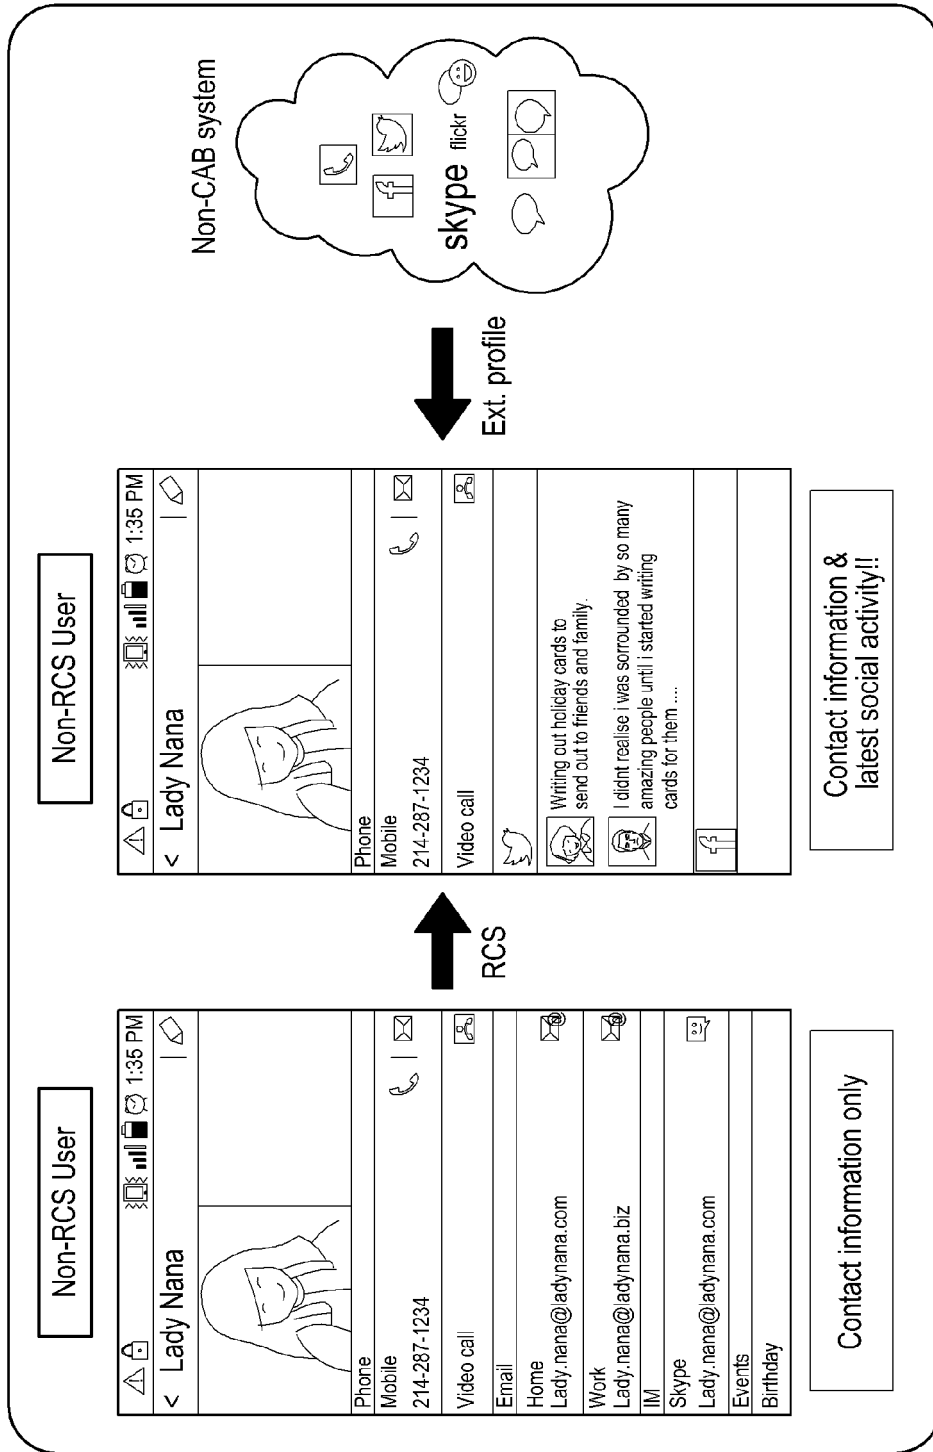 Non-RCS User
1:35 PM
< Lady Nana
Phone
Mobile
214-287-1234
Video call
Email
Home
Lady.nana@ladynana.com
Work
Lady.nana@ladynana.biz
IM
Skype
Lady.nana@ladynana.com
Events
Birthday
Contact information only
RCS
Non-RCS User
1:35 PM
< Lady Nana
Phone
Mobile
214-287-1234
Video call
Writing out holiday cards to
send out to friends and family.
I didnt realise i was sorrounded by so many
amazing people until i started writing
cards for them ....
f
Contact information &
latest social activity!!
Ext. profile
Non-CAB system
f
skype
flickr